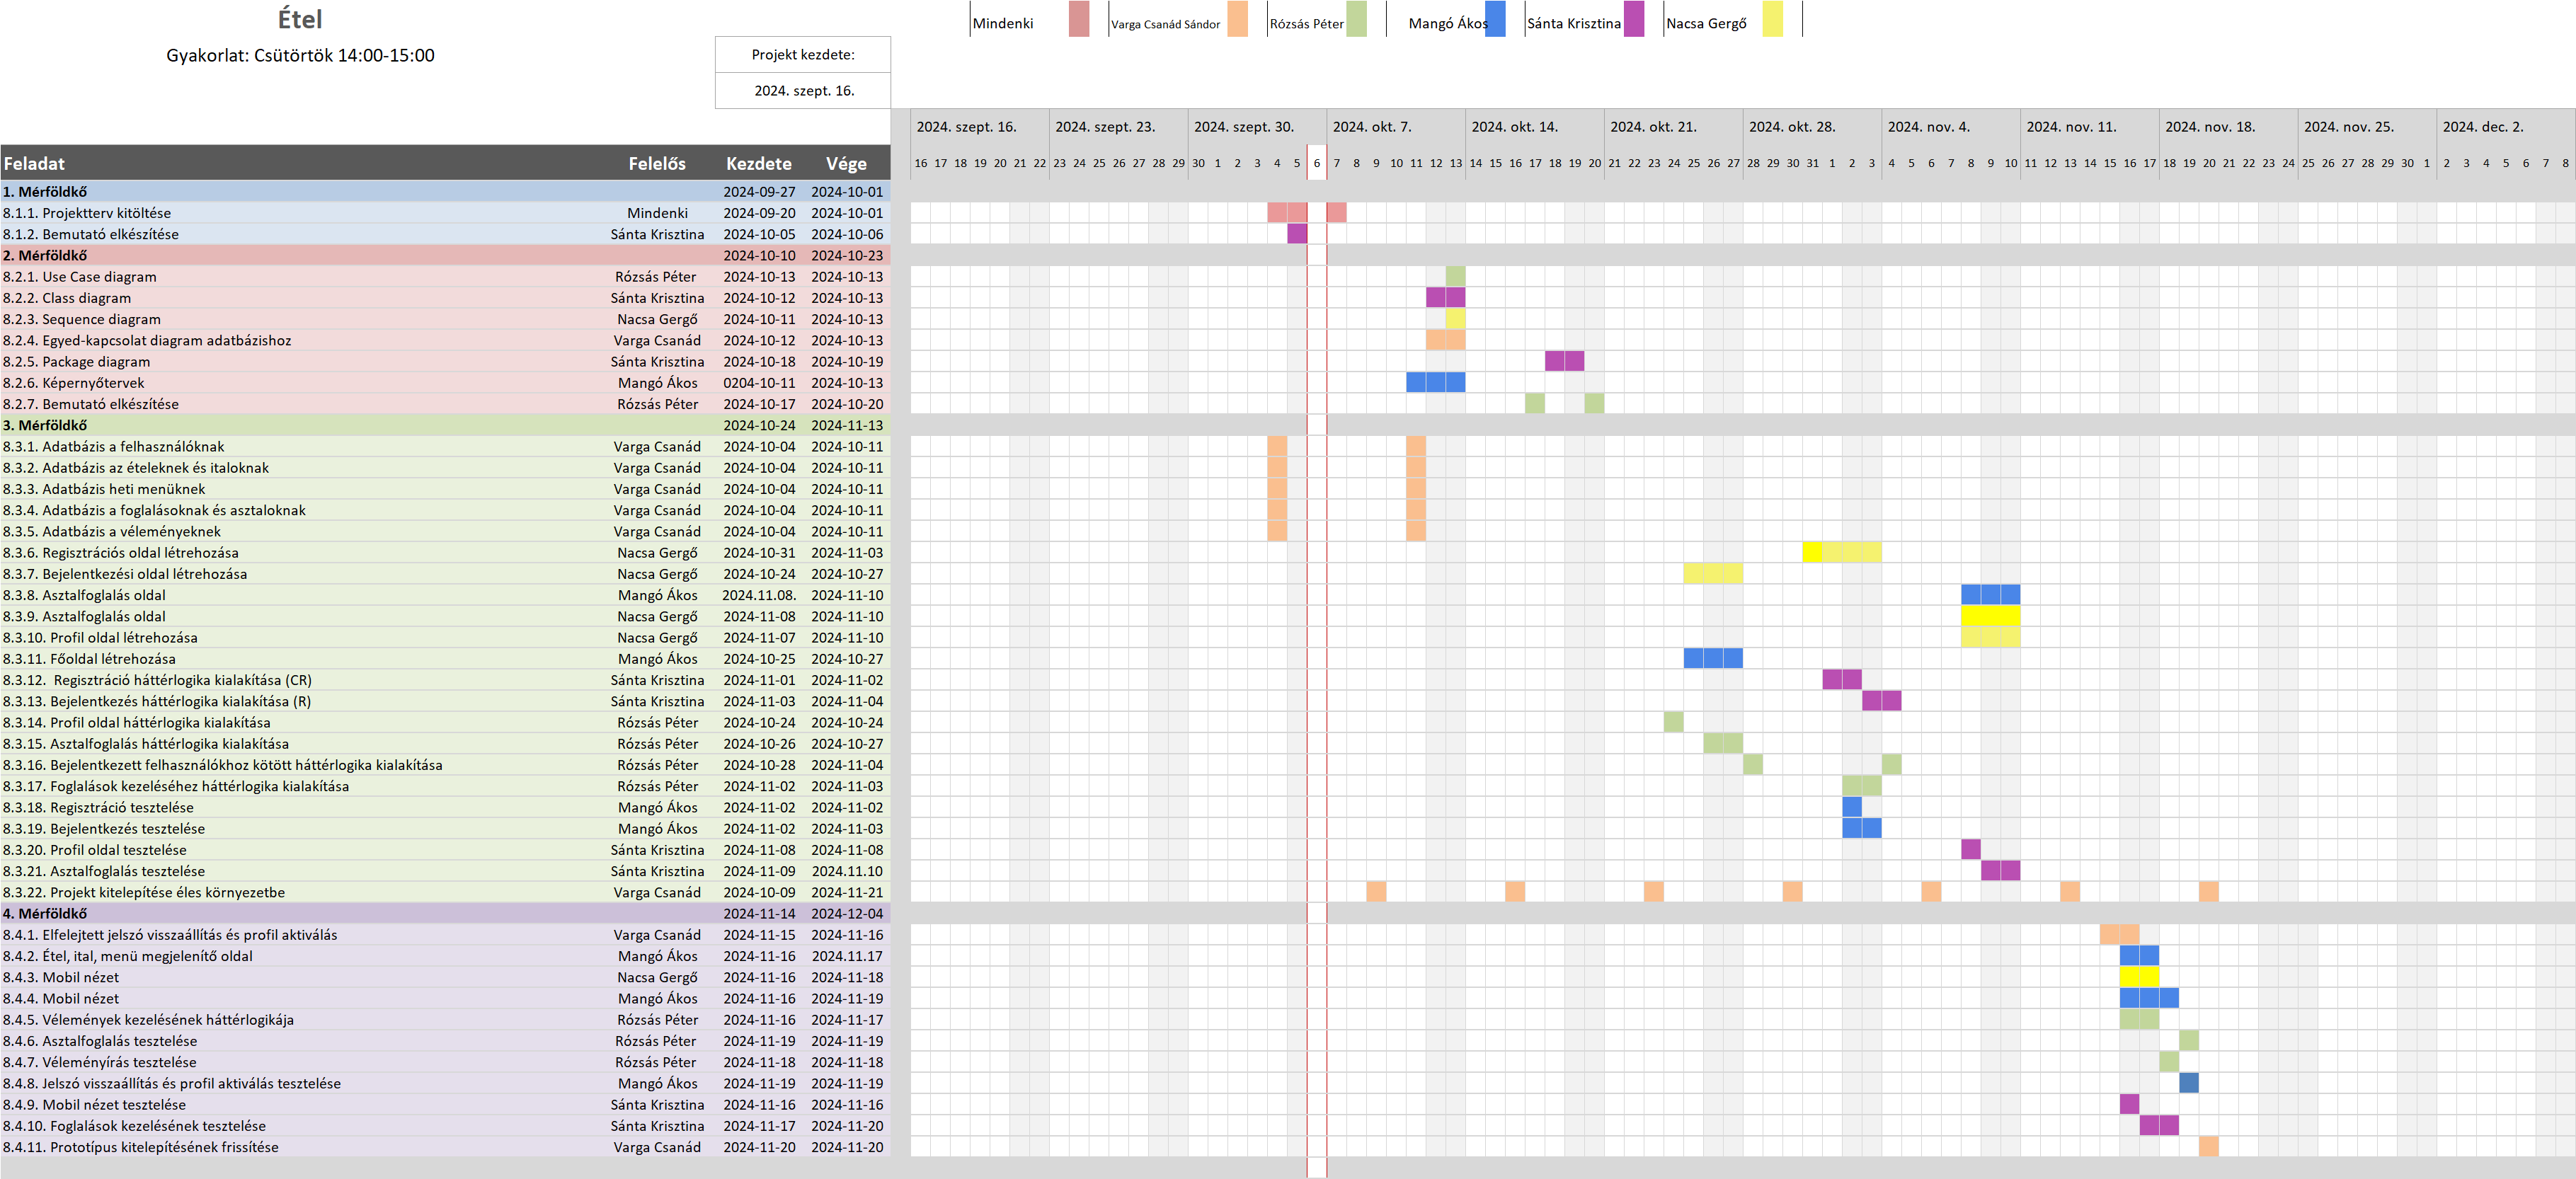 Étel
Mindenki Varga Csanád Sándor Rózsás Péter Mangó Ákos Sánta Krisztina Nacsa Gergő
Gyakorlat: Csütörtök 14:00-15:00
Projekt kezdete:
2024. szept. 16.
2024. szept. 16. 2024. szept. 23. 2024. szept. 30. 2024. okt. 7. 2024. okt. 14. 2024. okt. 21. 2024. okt. 28. 2024. nov. 4. 2024. nov. 11. 2024. nov. 18. 2024. nov. 25. 2024. dec. 2.
Feladat Felelős Kezdete Vége 16 17 18 19 20 21 22 23 24 25 26 27 28 29 30 1 2 3 4 5 6 7 8 9 10 11 12 13 14 15 16 17 18 19 20 21 22 23 24 25 26 27 28 29 30 31 1 2 3 4 5 6 7 8 9 10 11 12 13 14 15 16 17 18 19 20 21 22 23 24 25 26 27 28 29 30 1 2 3 4 5 6 7 8
1. Mérföldkő 2024-09-27 2024-10-01
8.1.1. Projektterv kitöltése Mindenki 2024-09-20 2024-10-01
8.1.2. Bemutató elkészítése Sánta Krisztina 2024-10-05 2024-10-06
2. Mérföldkő 2024-10-10 2024-10-23
8.2.1. Use Case diagram Rózsás Péter 2024-10-13 2024-10-13
8.2.2. Class diagram Sánta Krisztina 2024-10-12 2024-10-13
8.2.3. Sequence diagram Nacsa Gergő 2024-10-11 2024-10-13
8.2.4. Egyed-kapcsolat diagram adatbázishoz Varga Csanád 2024-10-12 2024-10-13
8.2.5. Package diagram Sánta Krisztina 2024-10-18 2024-10-19
8.2.6. Képernyőtervek Mangó Ákos 0204-10-11 2024-10-13
8.2.7. Bemutató elkészítése Rózsás Péter 2024-10-17 2024-10-20
3. Mérföldkő 2024-10-24 2024-11-13
8.3.1. Adatbázis a felhasználóknak Varga Csanád 2024-10-04 2024-10-11
8.3.2. Adatbázis az ételeknek és italoknak Varga Csanád 2024-10-04 2024-10-11
8.3.3. Adatbázis heti menüknek Varga Csanád 2024-10-04 2024-10-11
8.3.4. Adatbázis a foglalásoknak és asztaloknak Varga Csanád 2024-10-04 2024-10-11
8.3.5. Adatbázis a véleményeknek Varga Csanád 2024-10-04 2024-10-11
8.3.6. Regisztrációs oldal létrehozása Nacsa Gergő 2024-10-31 2024-11-03
8.3.7. Bejelentkezési oldal létrehozása Nacsa Gergő 2024-10-24 2024-10-27
8.3.8. Asztalfoglalás oldal Mangó Ákos 2024.11.08. 2024-11-10
8.3.9. Asztalfoglalás oldal Nacsa Gergő 2024-11-08 2024-11-10
8.3.10. Profil oldal létrehozása Nacsa Gergő 2024-11-07 2024-11-10
8.3.11. Főoldal létrehozása Mangó Ákos 2024-10-25 2024-10-27
8.3.12. Regisztráció háttérlogika kialakítása (CR) Sánta Krisztina 2024-11-01 2024-11-02
8.3.13. Bejelentkezés háttérlogika kialakítása (R) Sánta Krisztina 2024-11-03 2024-11-04
8.3.14. Profil oldal háttérlogika kialakítása Rózsás Péter 2024-10-24 2024-10-24
8.3.15. Asztalfoglalás háttérlogika kialakítása Rózsás Péter 2024-10-26 2024-10-27
8.3.16. Bejelentkezett felhasználókhoz kötött háttérlogika kialakítása Rózsás Péter 2024-10-28 2024-11-04
8.3.17. Foglalások kezeléséhez háttérlogika kialakítása Rózsás Péter 2024-11-02 2024-11-03
8.3.18. Regisztráció tesztelése Mangó Ákos 2024-11-02 2024-11-02
8.3.19. Bejelentkezés tesztelése Mangó Ákos 2024-11-02 2024-11-03
8.3.20. Profil oldal tesztelése Sánta Krisztina 2024-11-08 2024-11-08
8.3.21. Asztalfoglalás tesztelése Sánta Krisztina 2024-11-09 2024.11.10
8.3.22. Projekt kitelepítése éles környezetbe Varga Csanád 2024-10-09 2024-11-21
4. Mérföldkő 2024-11-14 2024-12-04
8.4.1. Elfelejtett jelszó visszaállítás és profil aktiválás Varga Csanád 2024-11-15 2024-11-16
8.4.2. Étel, ital, menü megjelenítő oldal Mangó Ákos 2024-11-16 2024.11.17
8.4.3. Mobil nézet Nacsa Gergő 2024-11-16 2024-11-18
8.4.4. Mobil nézet Mangó Ákos 2024-11-16 2024-11-19
8.4.5. Vélemények kezelésének háttérlogikája Rózsás Péter 2024-11-16 2024-11-17
8.4.6. Asztalfoglalás tesztelése Rózsás Péter 2024-11-19 2024-11-19
8.4.7. Véleményírás tesztelése Rózsás Péter 2024-11-18 2024-11-18
8.4.8. Jelszó visszaállítás és profil aktiválás tesztelése Mangó Ákos 2024-11-19 2024-11-19
8.4.9. Mobil nézet tesztelése Sánta Krisztina 2024-11-16 2024-11-16
8.4.10. Foglalások kezelésének tesztelése Sánta Krisztina 2024-11-17 2024-11-20
8.4.11. Prototípus kitelepítésének frissítése Varga Csanád 2024-11-20 2024-11-20